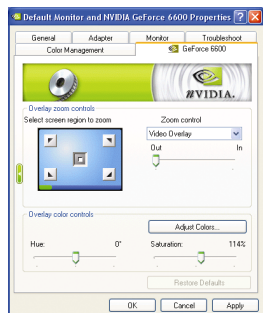 Default Monitor and NVIDIA GeForce 6600 Properties
General Adapter Monitor Troubleshoot
Color Management GeForce 6600
NVIDIA.
Overlay zoom controls
Select screen region to zoom Zoom control
Video Overlay
Out In
Overlay color controls
Adjust Colors...
Hue: 0° Saturation: 114%
Restore Defaults
OK Cancel Apply